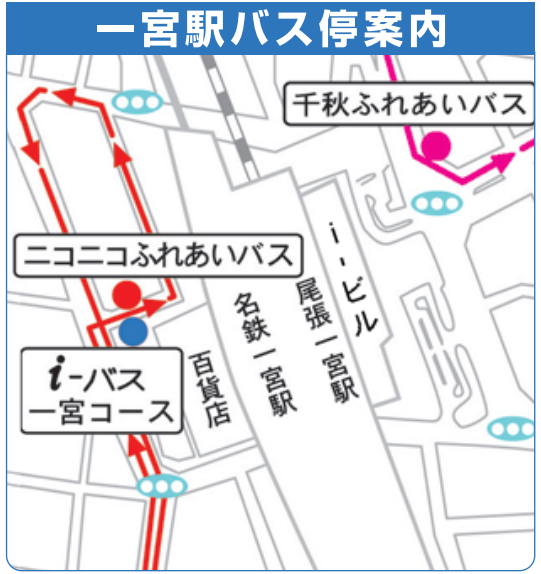 一宮駅バス停案内
千秋ふれあいバス
ニコニコふれあいバス
i-ビル
尾張一宮駅
名鉄一宮駅
百貨店
i-バス
一宮コース